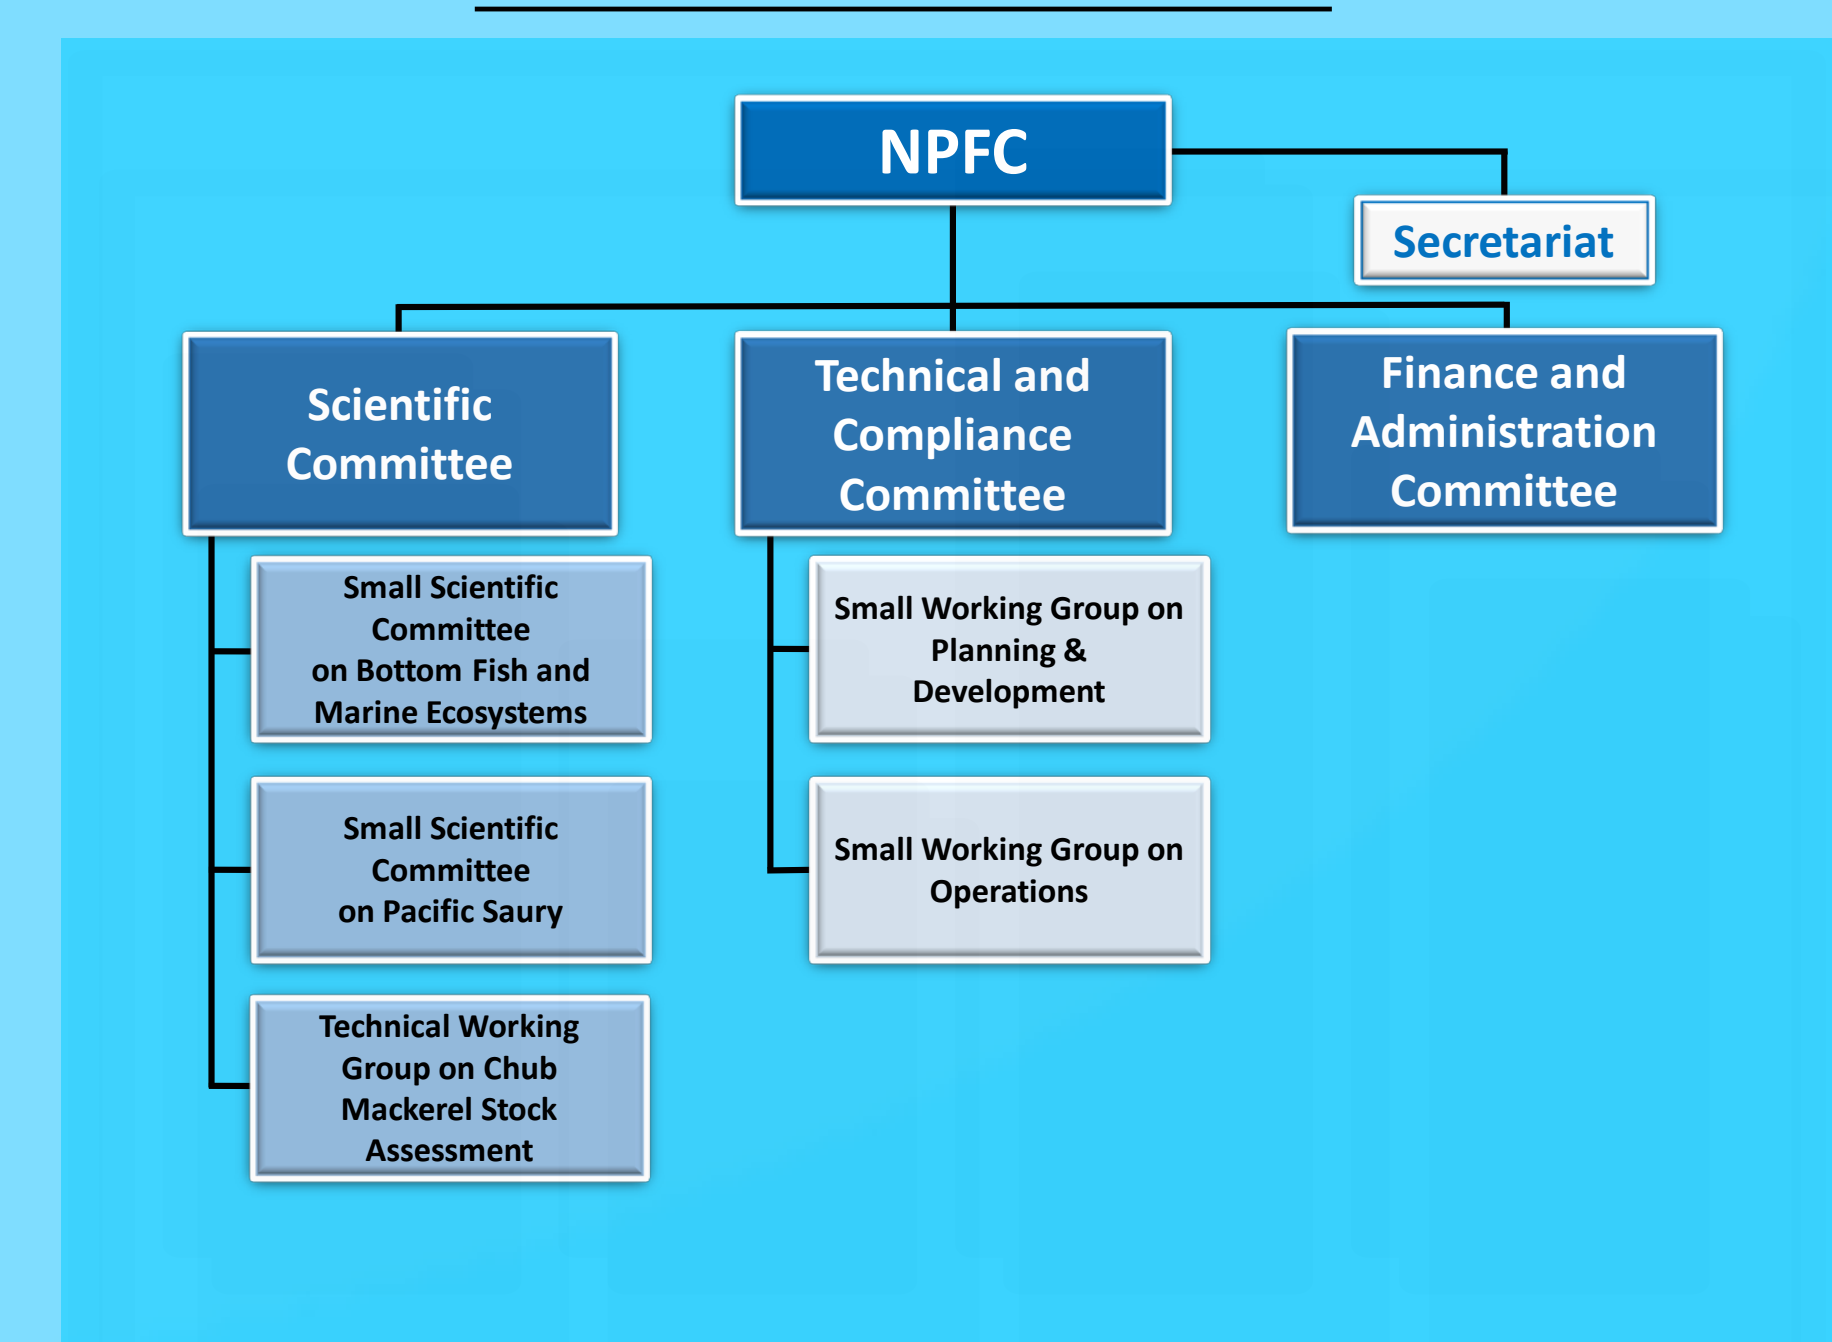 NPFC
Secretariat
Scientific
Committee
Technical and
Compliance
Committee
Finance and
Administration
Committee
Small Scientific
Committee
on Bottom Fish and
Marine Ecosystems
Small Scientific
Committee
on Pacific Saury
Technical Working
Group on Chub
Mackerel Stock
Assessment
Small Working Group on
Planning &
Development
Small Working Group on
Operations